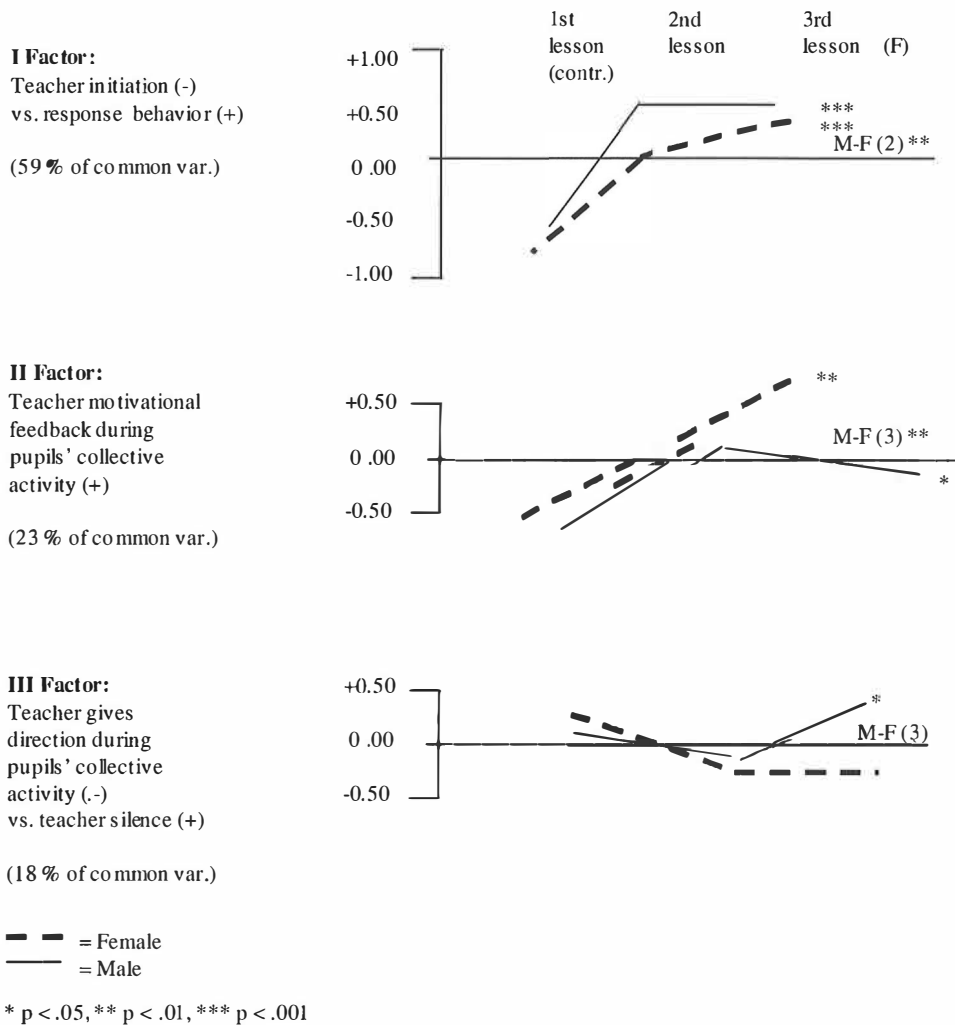 1st 2nd 3rd
lesson lesson lesson (F)
(contr.)
I Factor:
Teacher initiation (-)
vs. response behavior (+)
(59 % of common var.)
+1.00
+0.50
0.00
-0.50
-1.00
***
***
M-F (2) **
II Factor:
Teacher motivational
feedback during
pupils' collective
activity (+)
(23 % of common var.)
+0.50
0.00
-0.50
**
M-F (3) **
*
III Factor:
Teacher gives
direction during
pupils' collective
activity (.-)
vs. teacher silence (+)
(18 % of common var.)
+0.50
0.00
-0.50
*
M-F (3)
= Female
= Male
* p < .05, ** p < .01, *** p < .001